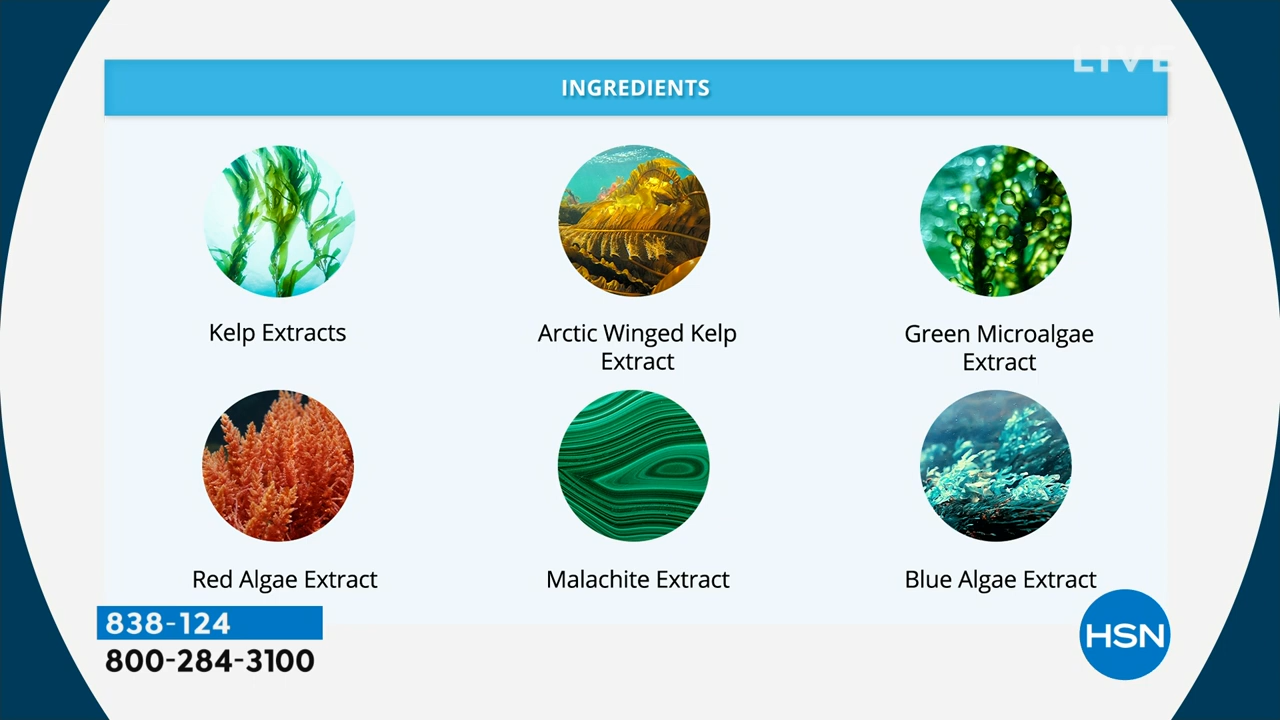 LIVE
INGREDIENTS
Kelp Extracts
Arctic Winged Kelp
Extract
Green Microalgae
Extract
Red Algae Extract
Malachite Extract
Blue Algae Extract
838-124
800-284-3100
HSN